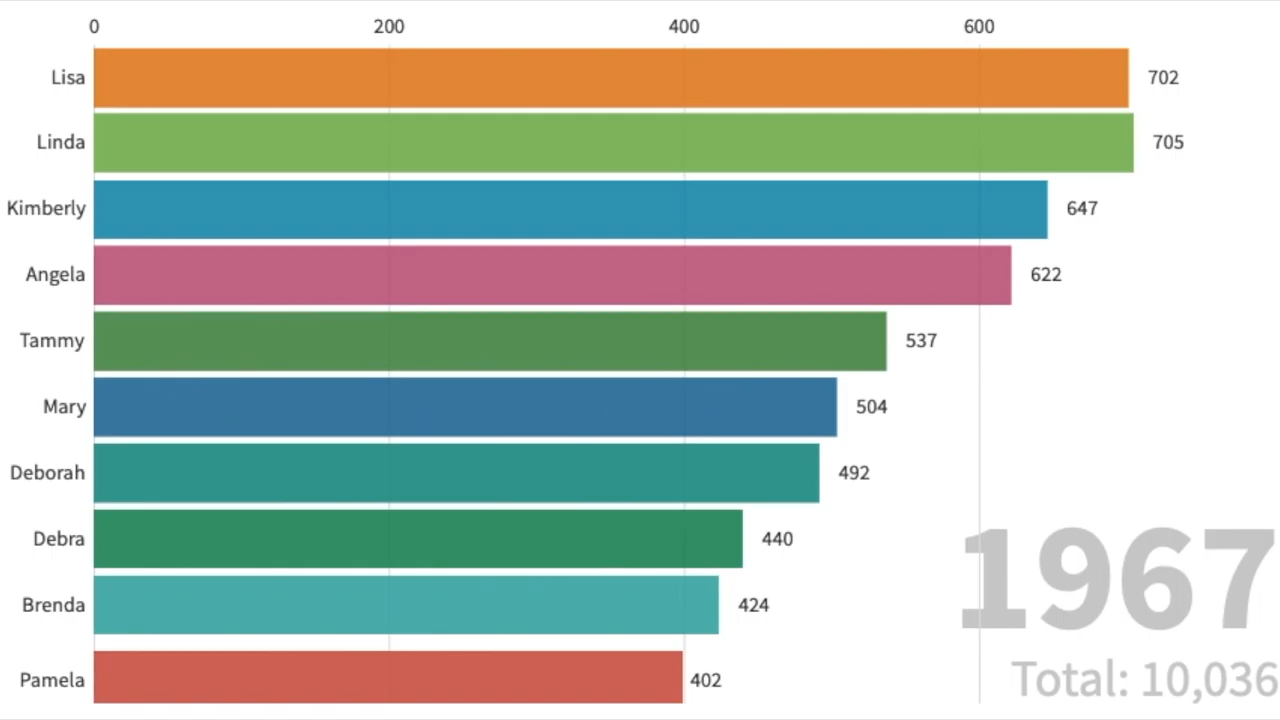 0 200 400 600
Lisa 702
Linda 705
Kimberly 647
Angela 622
Tammy 537
Mary 504
Deborah 492
Debra 440
Brenda 424
Pamela 402
1967
Total: 10,036